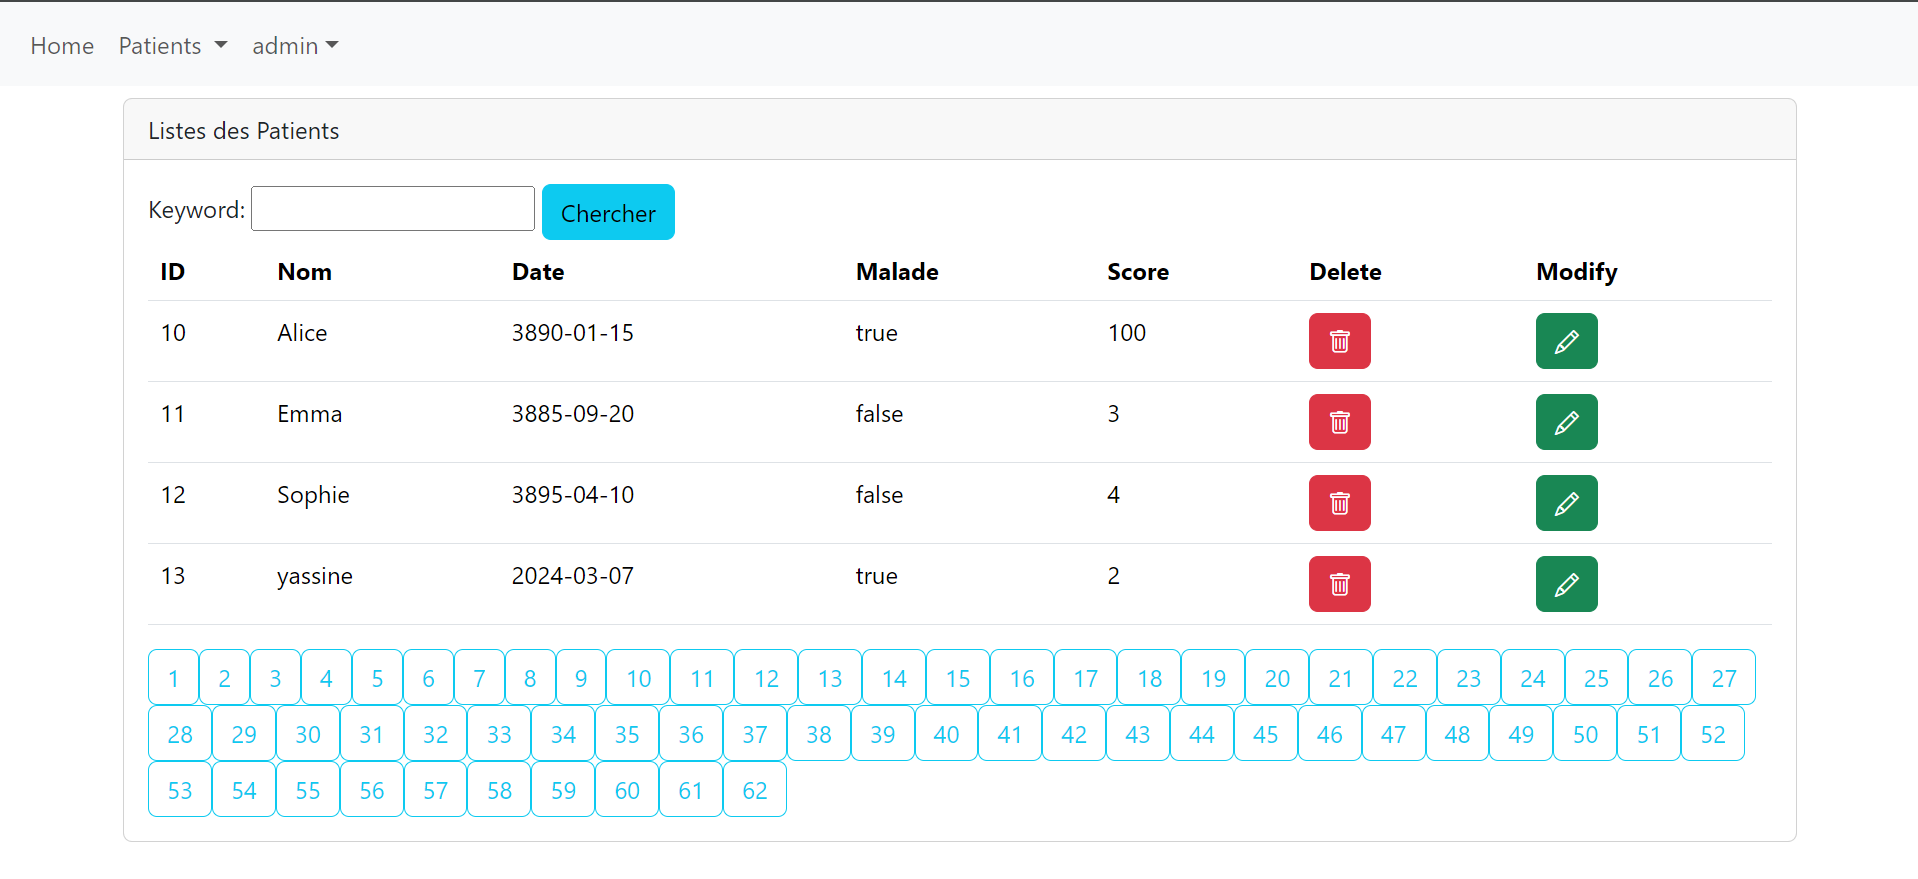 Home Patients admin
Listes des Patients
Keyword: Chercher
ID Nom Date Malade Score Delete Modify
10 Alice 3890-01-15 true 100
11 Emma 3885-09-20 false 3
12 Sophie 3895-04-10 false 4
13 yassine 2024-03-07 true 2
1 2 3 4 5 6 7 8 9 10 11 12 13 14 15 16 17 18 19 20 21 22 23 24 25 26 27
28 29 30 31 32 33 34 35 36 37 38 39 40 41 42 43 44 45 46 47 48 49 50 51 52
53 54 55 56 57 58 59 60 61 62